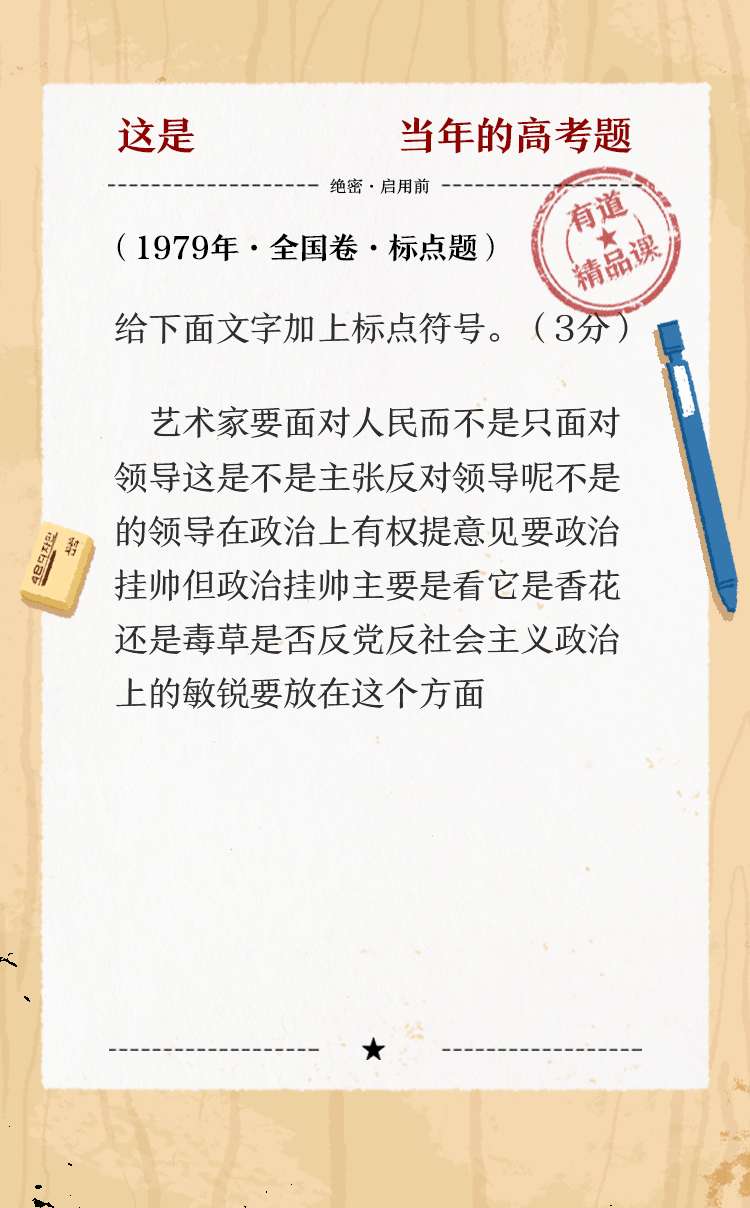 这是 当年的高考题
绝密·启用前
有道
精品课
（1979年·全国卷·标点题）
给下面文字加上标点符号。（3分）
艺术家要面对人民而不是只面对
领导这是不是主张反对领导呢不是
的领导在政治上有权提意见要政治
挂帅但政治挂帅主要是看它是香花
还是毒草是否反党反社会主义政治
上的敏锐要放在这个方面